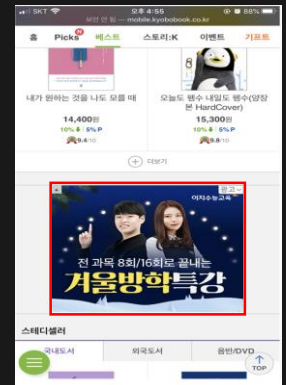 SKT 오후 4:55 88%
보안 안 됨 — mobile.kyobobook.co.kr
홈 Picks N 베스트 스토리:K 이벤트 기프트
내가 원하는 것을 나도 모를 때
14,400원
10% 5%P
9.4/10
오늘도 펭수 내일도 펭수(양장본 HardCover)
15,300원
10% 5%P
9.8/10
더보기
광고
이지수능교육
전 과목 8회/16회로 끝내는
겨울방학특강
스테디셀러
국내도서 외국도서 음반/DVD
TOP